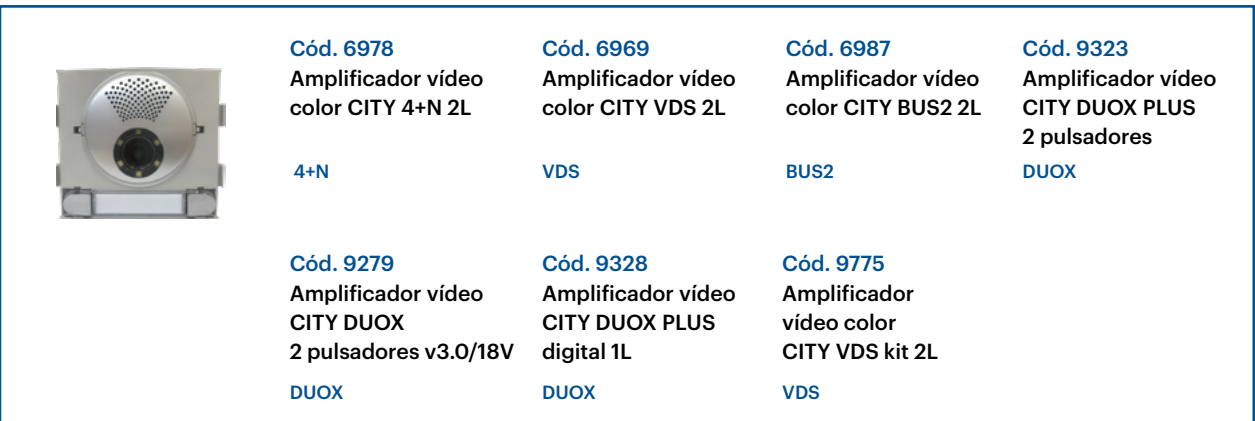 Cód. 6978
Amplificador vídeo
color CITY 4+N 2L
4+N
Cód. 6969
Amplificador vídeo
color CITY VDS 2L
VDS
Cód. 6987
Amplificador vídeo
color CITY BUS2 2L
BUS2
Cód. 9323
Amplificador vídeo
CITY DUOX PLUS
2 pulsadores
DUOX
Cód. 9279
Amplificador vídeo
CITY DUOX
2 pulsadores v3.0/18V
DUOX
Cód. 9328
Amplificador vídeo
CITY DUOX PLUS
digital 1L
DUOX
Cód. 9775
Amplificador
vídeo color
CITY VDS kit 2L
VDS